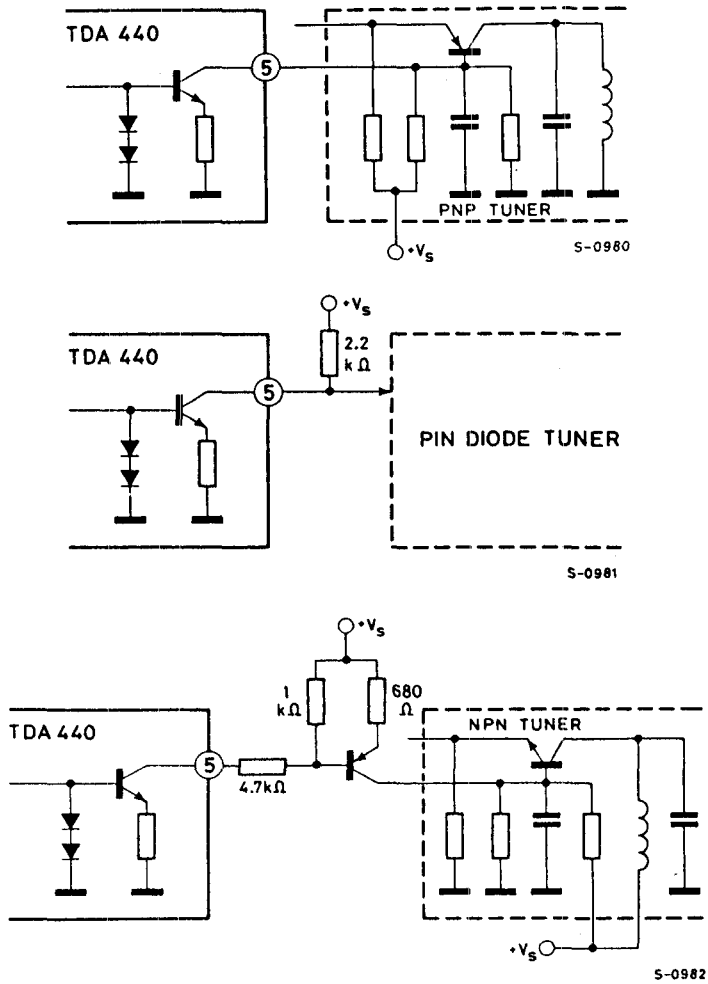 TDA 440
5
PNP TUNER
+Vs
S-0980
+Vs
TDA 440
2.2
kΩ
5
PIN DIODE TUNER
S-0981
+Vs
1
kΩ
680
Ω
TDA 440
NPN TUNER
5
4.7kΩ
+Vs
S-0982